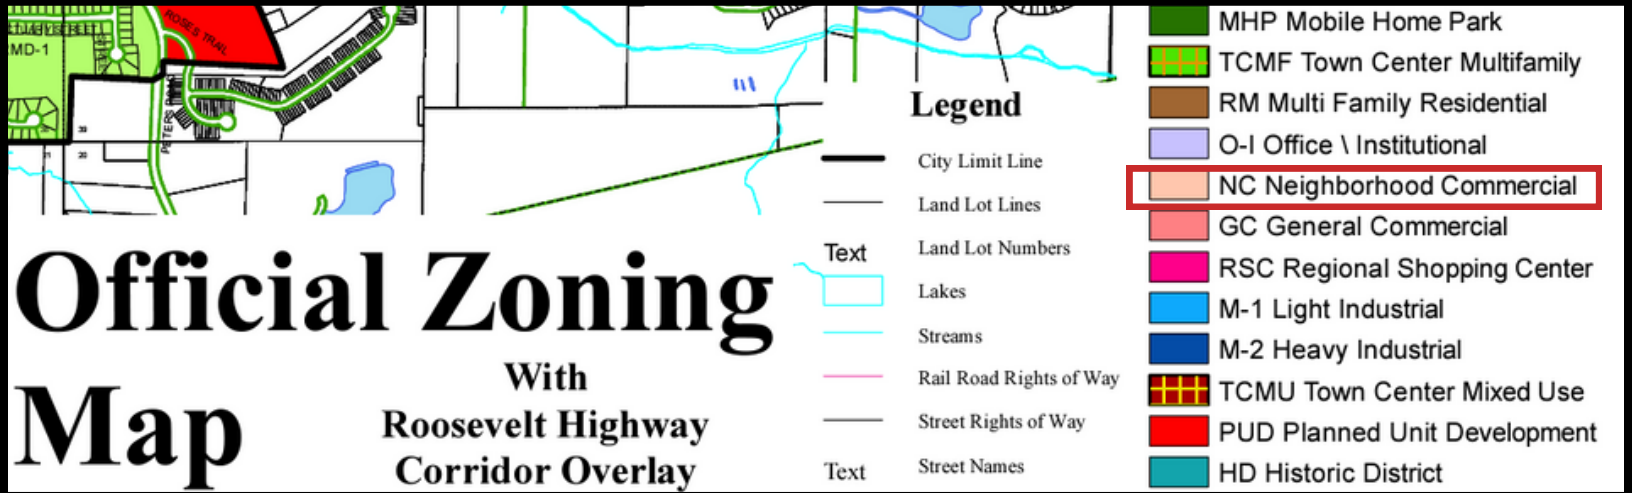 ROSES TRAIL
MD-1
PETERS
Official Zoning
Map
With
Roosevelt Highway
Corridor Overlay
Legend
City Limit Line
Land Lot Lines
Text Land Lot Numbers
Lakes
Streams
Rail Road Rights of Way
Street Rights of Way
Text Street Names
MHP Mobile Home Park
TCMF Town Center Multifamily
RM Multi Family Residential
O-I Office \ Institutional
NC Neighborhood Commercial
GC General Commercial
RSC Regional Shopping Center
M-1 Light Industrial
M-2 Heavy Industrial
TCMU Town Center Mixed Use
PUD Planned Unit Development
HD Historic District